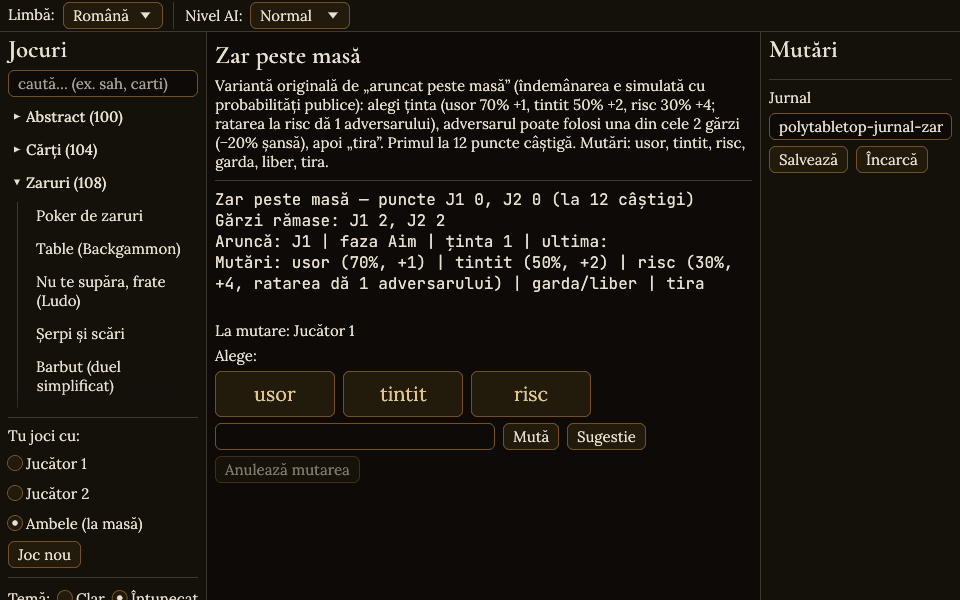 Limbă: Română ▼ Nivel AI: Normal ▼
Jocuri
caută... (ex. sah, carti)
▸ Abstract (100)
▸ Cărți (104)
▾ Zaruri (108)
Poker de zaruri
Table (Backgammon)
Nu te supăra, frate
(Ludo)
Șerpi și scări
Barbut (duel
simplificat)
Tu joci cu:
Jucător 1
Jucător 2
Ambele (la masă)
Joc nou
Temă: Clar Întunecat
Zar peste masă
Variantă originală de „aruncat peste masă” (îndemânarea e simulată cu
probabilități publice): alegi ținta (usor 70% +1, tintit 50% +2, risc 30% +4;
ratarea la risc dă 1 adversarului), adversarul poate folosi una din cele 2 gărzi
(−20% șansă), apoi „tira”. Primul la 12 puncte câștigă. Mutări: usor, tintit, risc,
garda, liber, tira.
Zar peste masă — puncte J1 0, J2 0 (la 12 câștigi)
Gărzi rămase: J1 2, J2 2
Aruncă: J1 | faza Aim | ținta 1 | ultima:
Mutări: usor (70%, +1) | tintit (50%, +2) | risc (30%,
+4, ratarea dă 1 adversarului) | garda/liber | tira
La mutare: Jucător 1
Alege:
usor tintit risc
Mută Sugestie
Anulează mutarea
Mutări
Jurnal
polytabletop-jurnal-zar
Salvează Încarcă